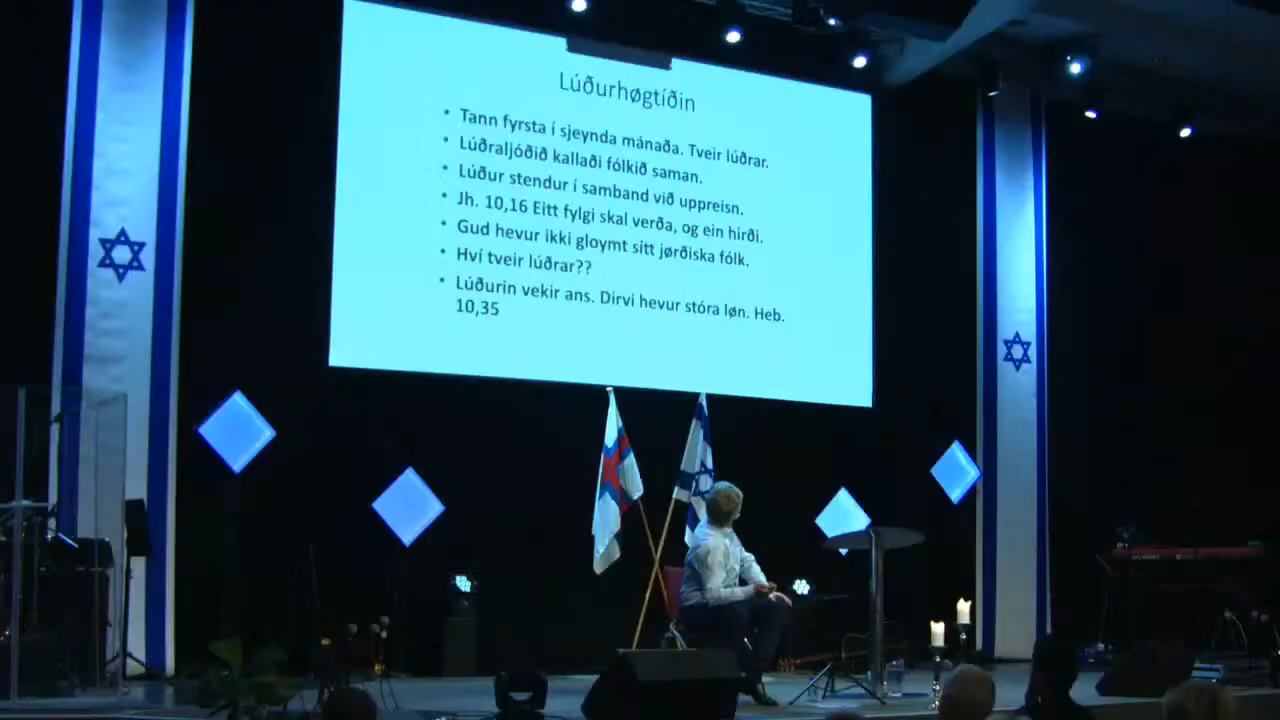 Lúðurhøgtíðin
• Tann fyrsta í sjeynda mánaða. Tveir lúðrar.
• Lúðraljóðið kallaði fólkið saman.
• Lúður stendur í samband við uppreisn.
• Jh. 10,16 Eitt fylgi skal verða, og ein hirði.
• Gud hevur ikki gloymt sítt jørðiska fólk.
• Hví tveir lúðrar??
• Lúðurin vekir ans. Dirvi hevur stóra løn. Heb.
10,35